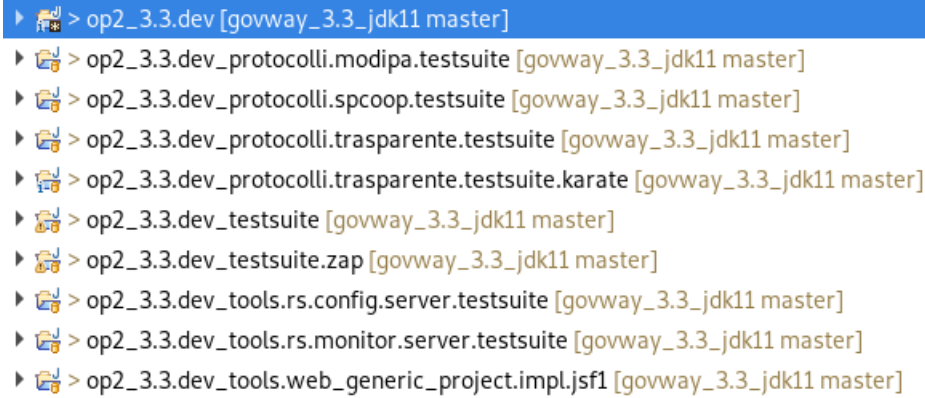 > op2_3.3.dev [govway_3.3_jdk11 master]
> op2_3.3.dev_protocolli.modipa.testsuite [govway_3.3_jdk11 master]
> op2_3.3.dev_protocolli.spcoop.testsuite [govway_3.3_jdk11 master]
> op2_3.3.dev_protocolli.trasparente.testsuite [govway_3.3_jdk11 master]
> op2_3.3.dev_protocolli.trasparente.testsuite.karate [govway_3.3_jdk11 master]
> op2_3.3.dev_testsuite [govway_3.3_jdk11 master]
> op2_3.3.dev_testsuite.zap [govway_3.3_jdk11 master]
> op2_3.3.dev_tools.rs.config.server.testsuite [govway_3.3_jdk11 master]
> op2_3.3.dev_tools.rs.monitor.server.testsuite [govway_3.3_jdk11 master]
> op2_3.3.dev_tools.web_generic_project.impl.jsf1 [govway_3.3_jdk11 master]